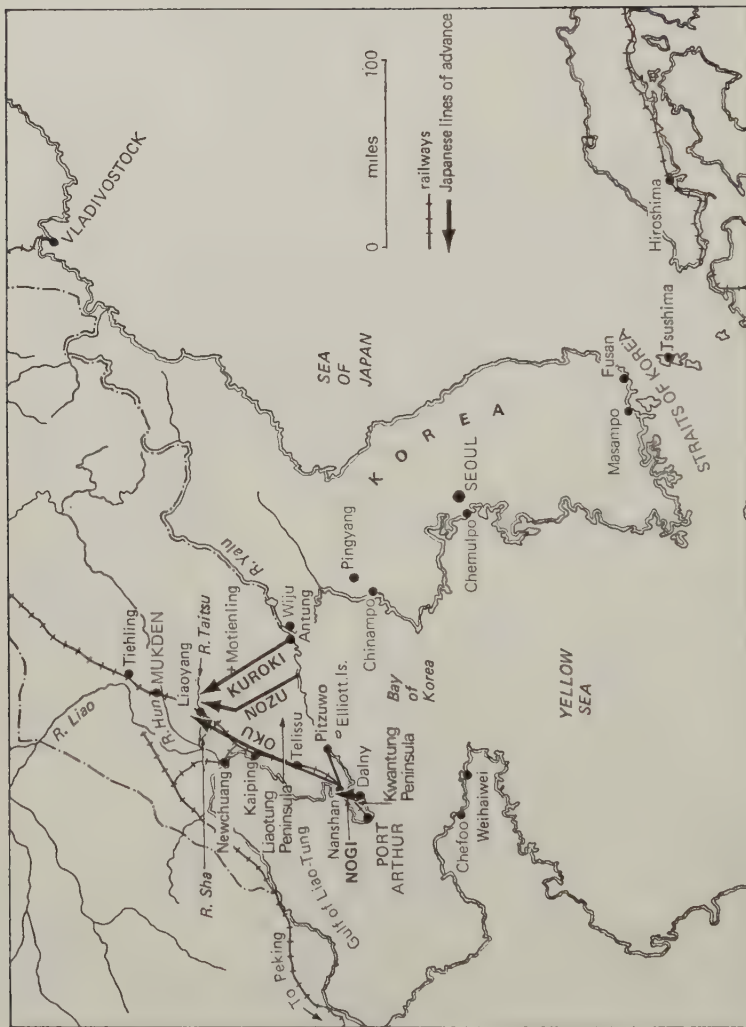 VLADIVOSTOCK
SEA
OF
JAPAN
0 miles 100
railways
Japanese lines of advance
Tiehling
MUKDEN
R. Liao
R. Hun
Liaoyang
R. Taitsu
Motienling
R. Yalu
Wiju
Antung
KUROKI
NOZU
OKU
R. Sha
Newchuang
Kaiping
Liaotung
Peninsula
Telissu
Pitzuwo
Elliott. Is.
Nanshan
Dalny
Kwantung
Peninsula
NOGI
PORT
ARTHUR
Gulf of Liao-Tung
To Peking
Pingyang
Chinampo
Bay
of
Korea
KOREA
SEOUL
Chemulpo
Masampo
Fusan
STRAITS OF KOREA
Tsushima
Hiroshima
YELLOW
SEA
Chefoo
Weihaiwei